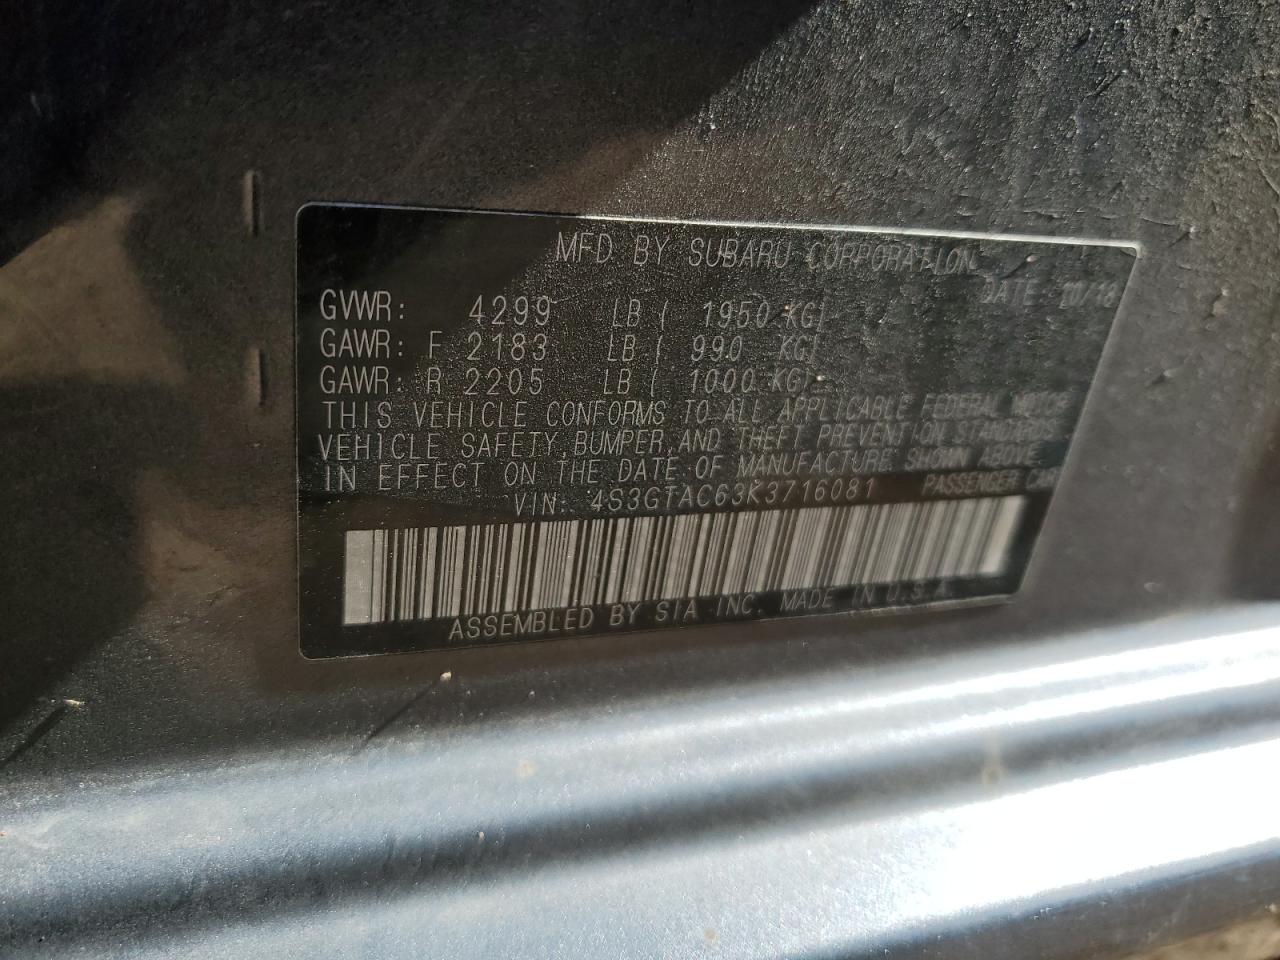 MFD BY SUBARU CORPORATION
DATE 
GVWR: 4299 LB ( 1950 KG)
GAWR: F 2183 LB ( 990 KG)
GAWR: R 2205 LB ( 1000 KG)
THIS VEHICLE CONFORMS TO ALL APPLICABLE FEDERAL MOTOR
VEHICLE SAFETY, BUMPER, AND THEFT PREVENTION STANDARDS
IN EFFECT ON THE DATE OF MANUFACTURE SHOWN ABOVE.
VIN: 4S3GTAC63K3716081 PASSENGER CAR
ASSEMBLED BY SIA INC. MADE IN U.S.A.